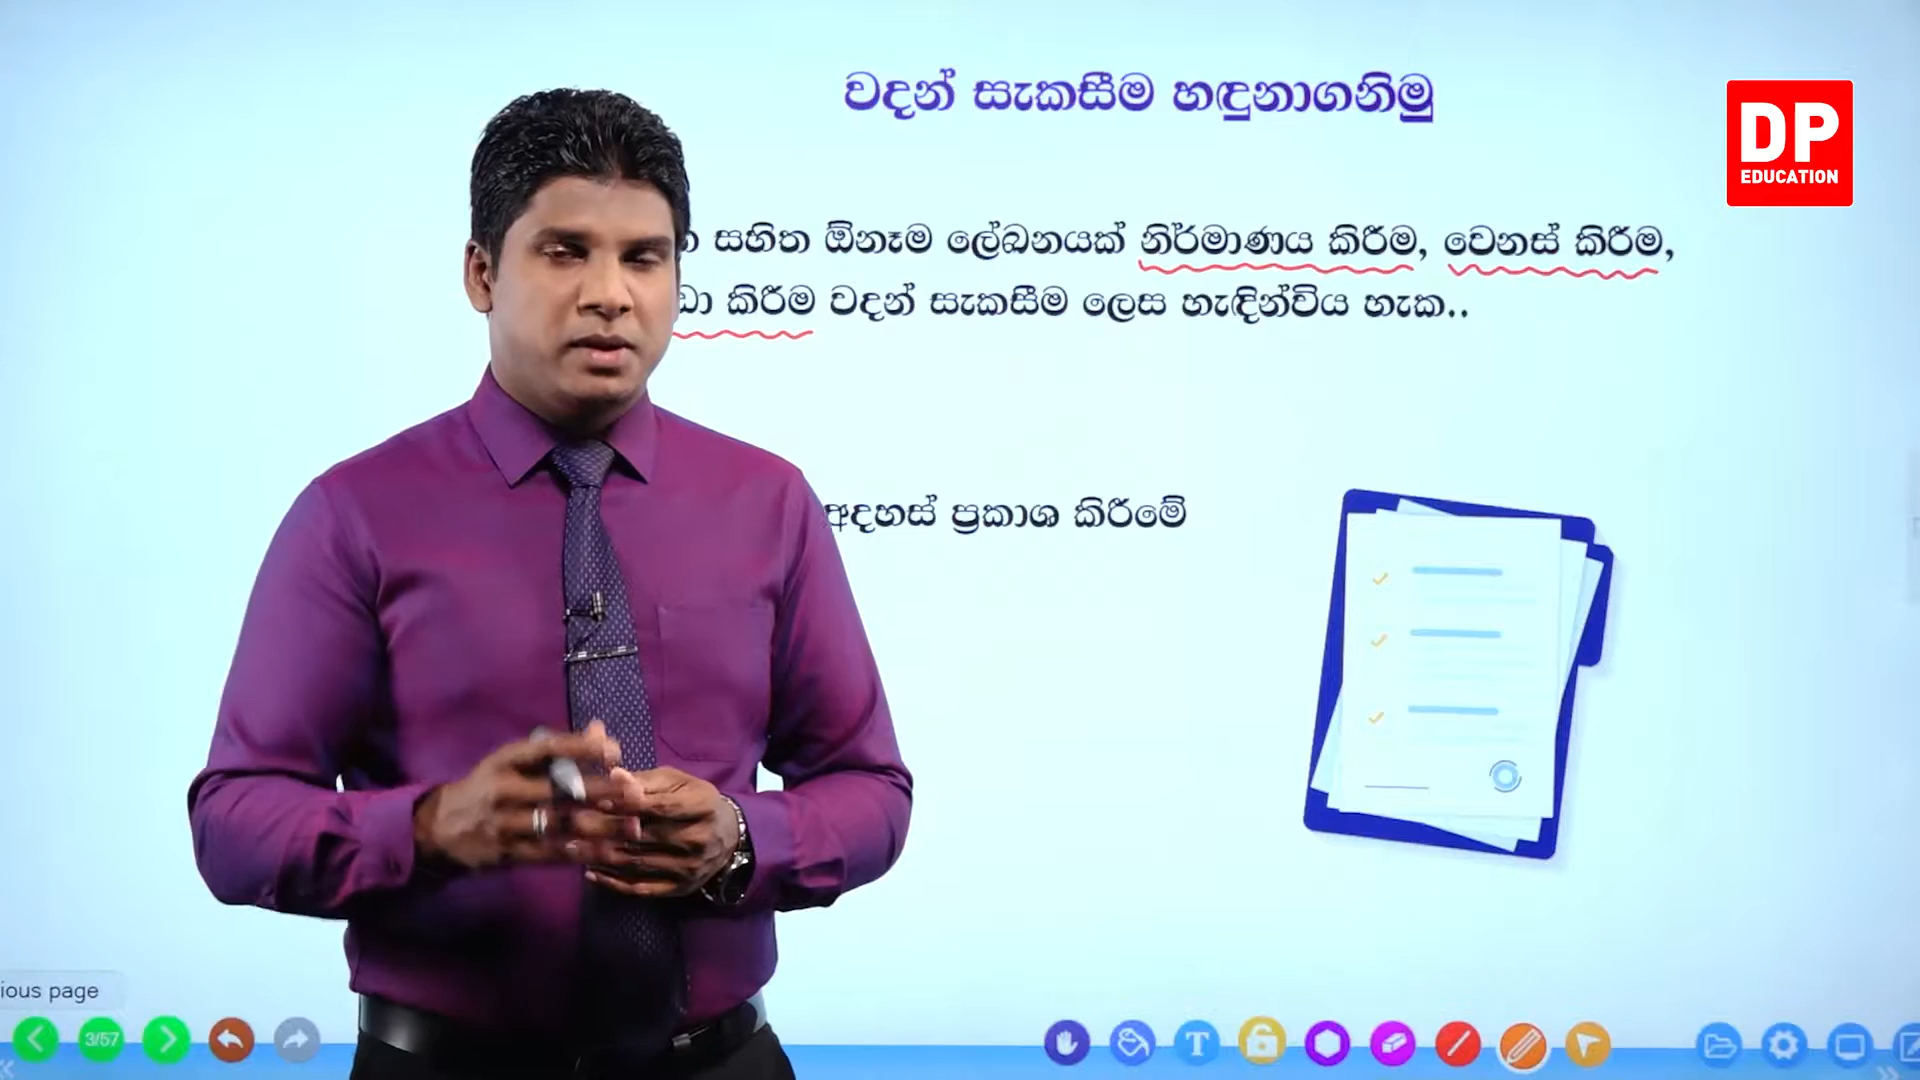 වදන් සැකසීම හඳුනාගනිමු
DP
EDUCATION
සහිත ඕනෑම ලේඛනයක් නිර්මාණය කිරීම, වෙනස් කිරීම,
කිරීම වදන් සැකසීම ලෙස හැඳින්විය හැක..
අදහස් ප්‍රකාශ කිරීමේ
ious page
3/57
T